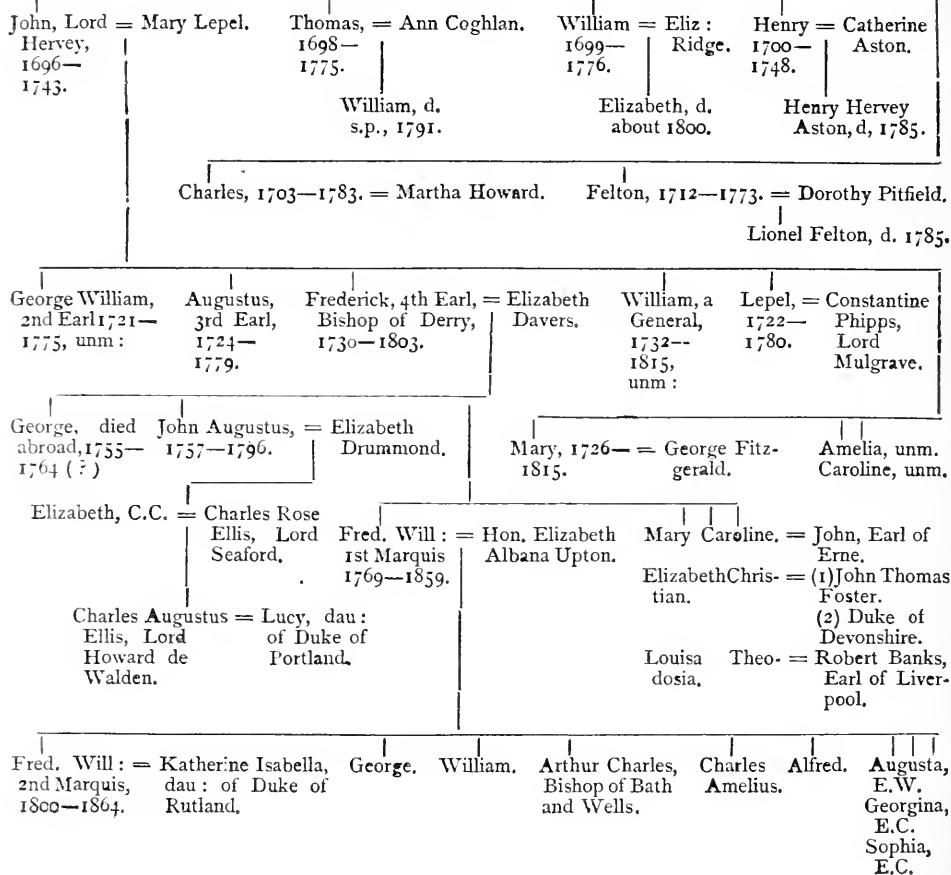 John, Lord = Mary Lepel. Thomas, = Ann Coghlan. William = Eliz : Henry = Catherine
Hervey, 1698— 1699— Ridge. 1700— Aston.
1696— 1775. 1776. 1748.
1743.
William, d. Elizabeth, d. Henry Hervey
s.p., 1791. about 1800. Aston, d, 1785.
Charles, 1703—1783. = Martha Howard. Felton, 1712—1773. = Dorothy Pitfield.
Lionel Felton, d. 1785.
George William, Augustus, Frederick, 4th Earl, = Elizabeth William, a Lepel, = Constantine
2nd Earl 1721— 3rd Earl, Bishop of Derry, Davers. General, 1722— Phipps,
1775, unm : 1724— 1730—1803. 1732-- 1780. Lord
1779. 1815, Mulgrave.
unm :
George, died John Augustus, = Elizabeth
abroad, 1755— 1757—1796. Drummond. Mary, 1726— = George Fitz- Amelia, unm.
1764 (?) 1815. gerald. Caroline, unm.
Elizabeth, C.C. = Charles Rose
Ellis, Lord Fred. Will : = Hon. Elizabeth Mary Caroline. = John, Earl of
Seaford. 1st Marquis Albana Upton. Erne.
1769—1859. ElizabethChris- = (1) John Thomas
tian. Foster.
Charles Augustus = Lucy, dau : (2) Duke of
Ellis, Lord of Duke of Devonshire.
Howard de Portland. Louisa Theo- = Robert Banks,
Walden. dosia, Earl of Liver-
pool.
Fred. Will : = Katherine Isabella, George. William. Arthur Charles, Charles Alfred. Augusta,
2nd Marquis, dau : of Duke of Bishop of Bath Amelius. E.W.
1800—1864. Rutland. and Wells. Georgina,
E.C.
Sophia,
E.C.